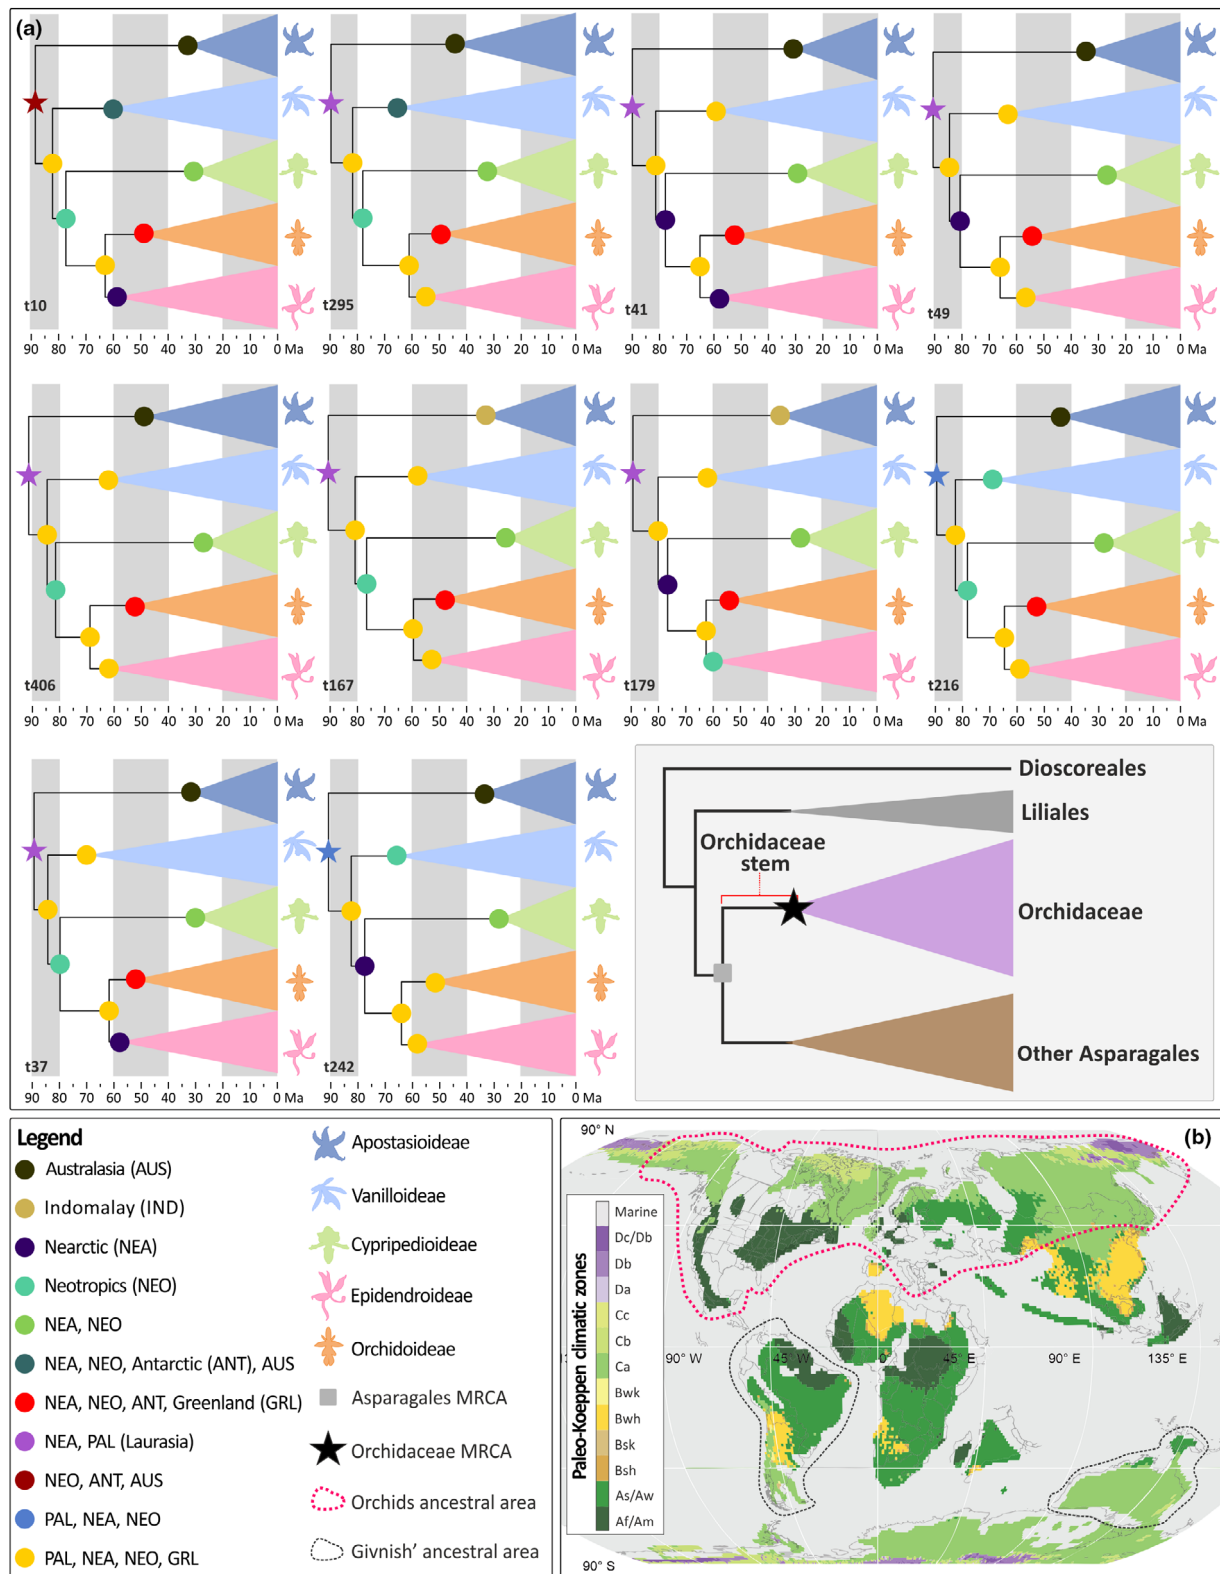 (a)
t10
90 80 70 60 50 40 30 20 10 0 Ma
t295
90 80 70 60 50 40 30 20 10 0 Ma
t41
90 80 70 60 50 40 30 20 10 0 Ma
t49
90 80 70 60 50 40 30 20 10 0 Ma
t406
90 80 70 60 50 40 30 20 10 0 Ma
t167
90 80 70 60 50 40 30 20 10 0 Ma
t179
90 80 70 60 50 40 30 20 10 0 Ma
t216
90 80 70 60 50 40 30 20 10 0 Ma
t37
90 80 70 60 50 40 30 20 10 0 Ma
t242
90 80 70 60 50 40 30 20 10 0 Ma
Dioscoreales
Liliales
Orchidaceae
stem
Orchidaceae
Other Asparagales
Legend
Australasia (AUS)
Indomalay (IND)
Nearctic (NEA)
Neotropics (NEO)
NEA, NEO
NEA, NEO, Antarctic (ANT), AUS
NEA, NEO, ANT, Greenland (GRL)
NEA, PAL (Laurasia)
NEO, ANT, AUS
PAL, NEA, NEO
PAL, NEA, NEO, GRL
Apostasioideae
Vanilloideae
Cypripedioideae
Epidendroideae
Orchidoideae
Asparagales MRCA
Orchidaceae MRCA
Orchids ancestral area
Givnish' ancestral area
(b)
90° N
Paleo-Koeppen climatic zones
Marine
Dc/Db
Db
Da
Cc
Cb
Ca
Bwk
Bwh
Bsk
Bsh
As/Aw
Af/Am
90° W
45° W
0°
45° E
90° E
135° E
90° S